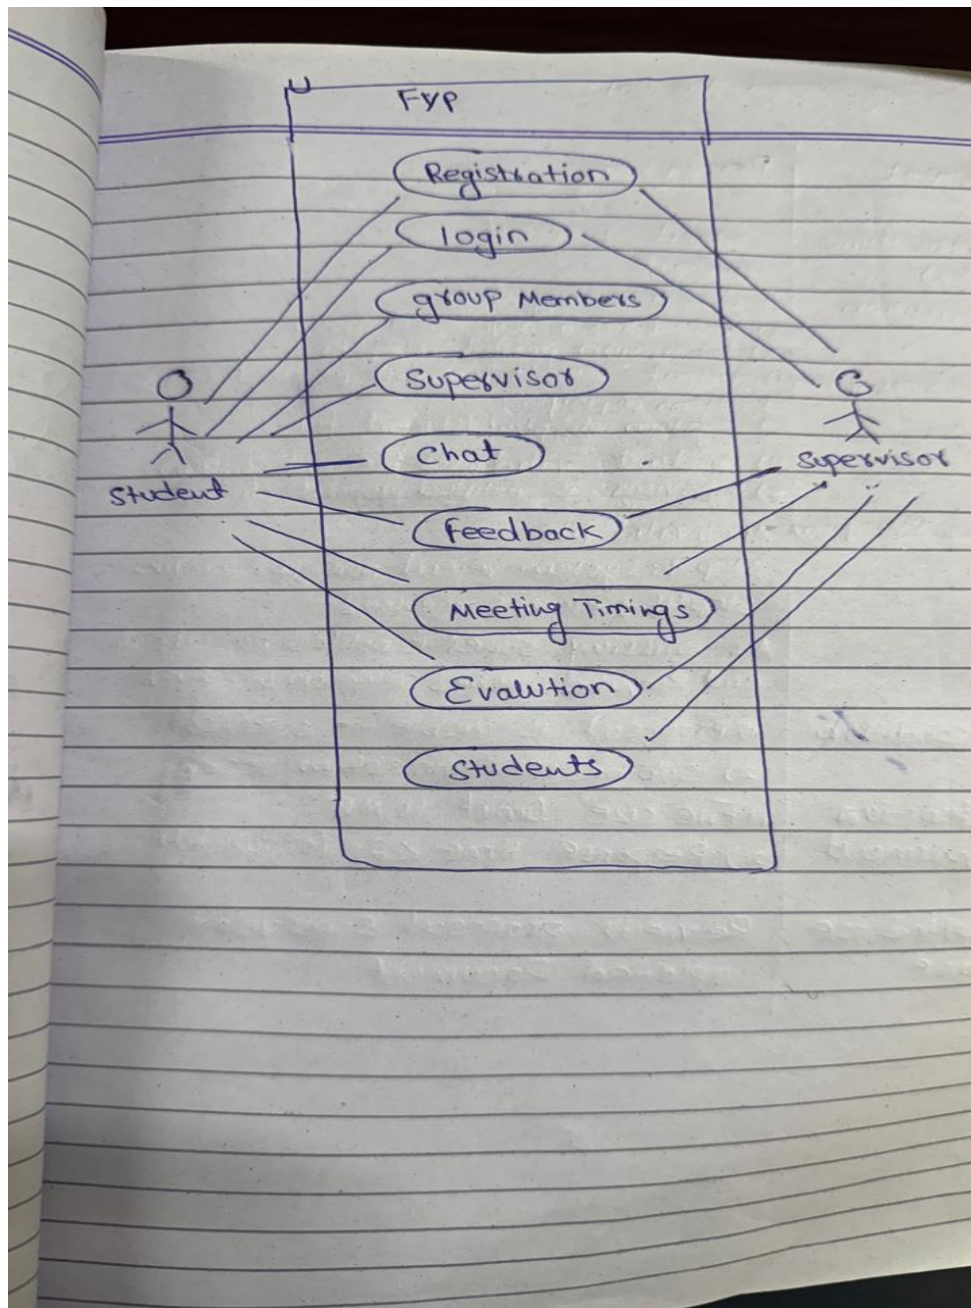 Fyp
Registration
login
group Members
Supervisor
Chat
Student
Supervisor
Feedback
Meeting Timings
Evalution
Students